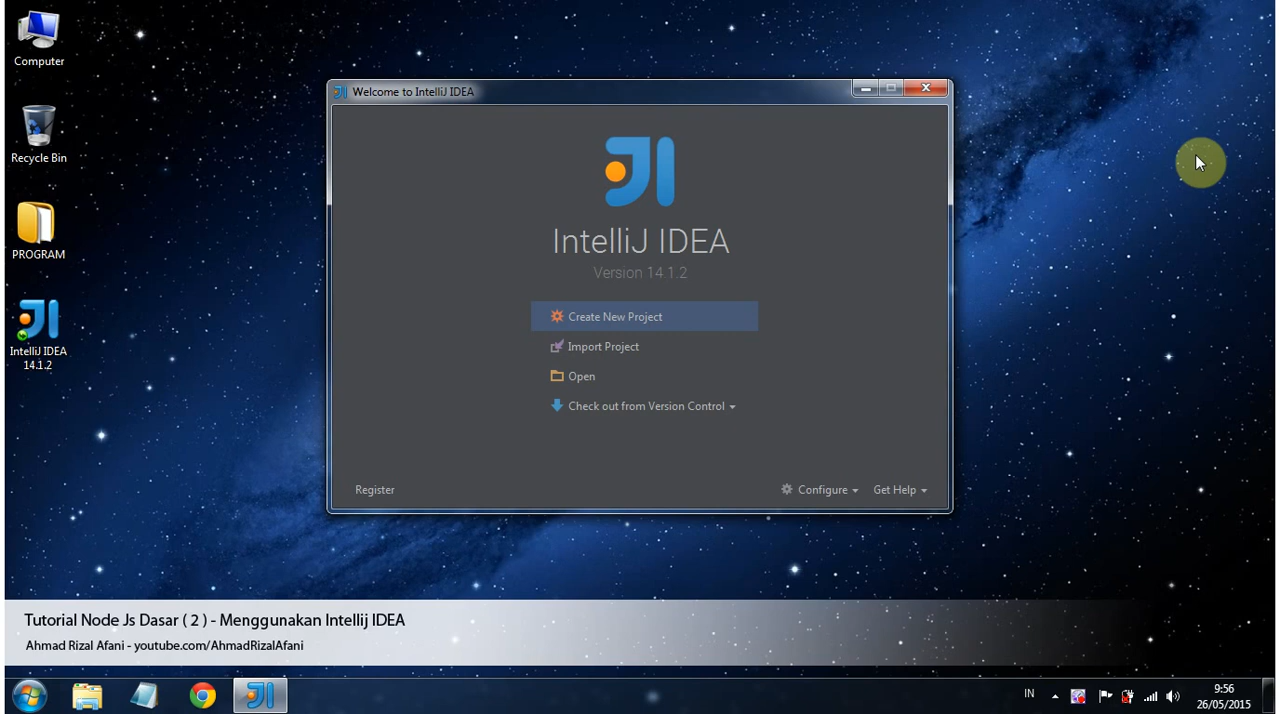 Computer
Recycle Bin
PROGRAM
IntelliJ IDEA
14.1.2
Welcome to IntelliJ IDEA
IntelliJ IDEA
Version 14.1.2
Create New Project
Import Project
Open
Check out from Version Control
Register
Configure
Get Help
Tutorial Node Js Dasar ( 2 ) - Menggunakan Intellij IDEA
Ahmad Rizal Afani - youtube.com/AhmadRizalAfani
IN
9:56
26/05/2015